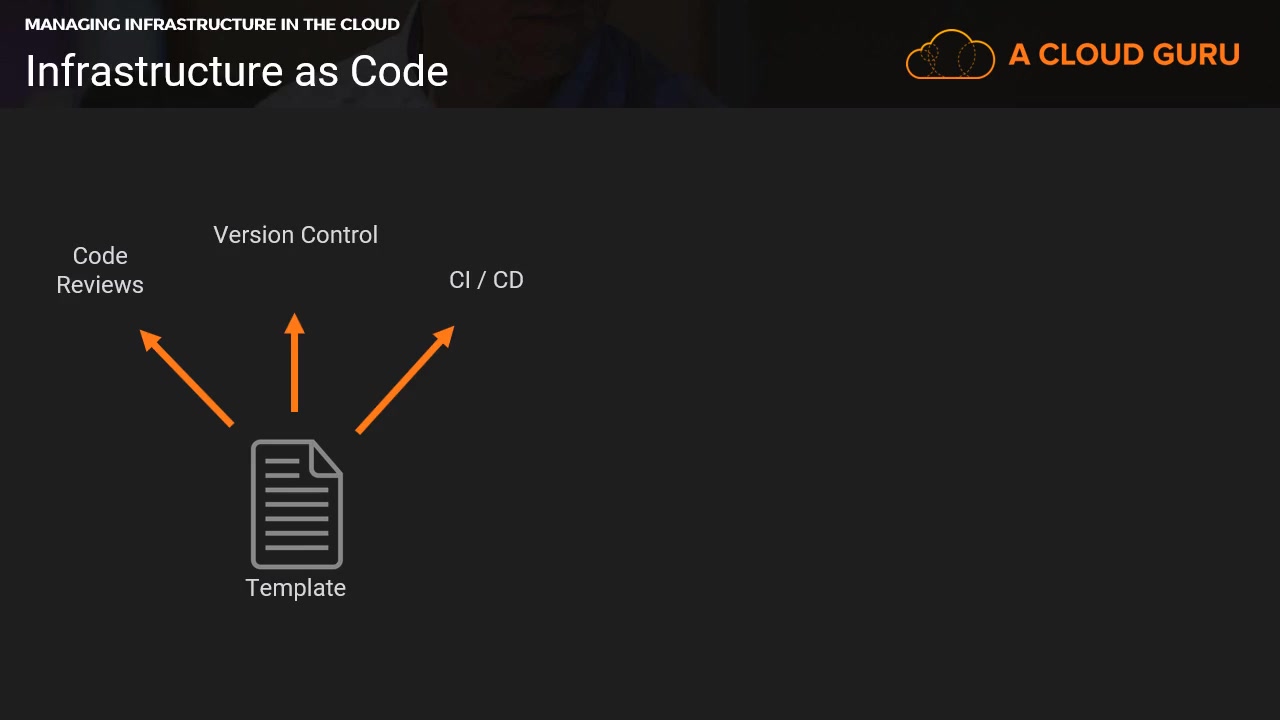 MANAGING INFRASTRUCTURE IN THE CLOUD
Infrastructure as Code
A CLOUD GURU
Version Control
Code
Reviews
CI / CD
Template